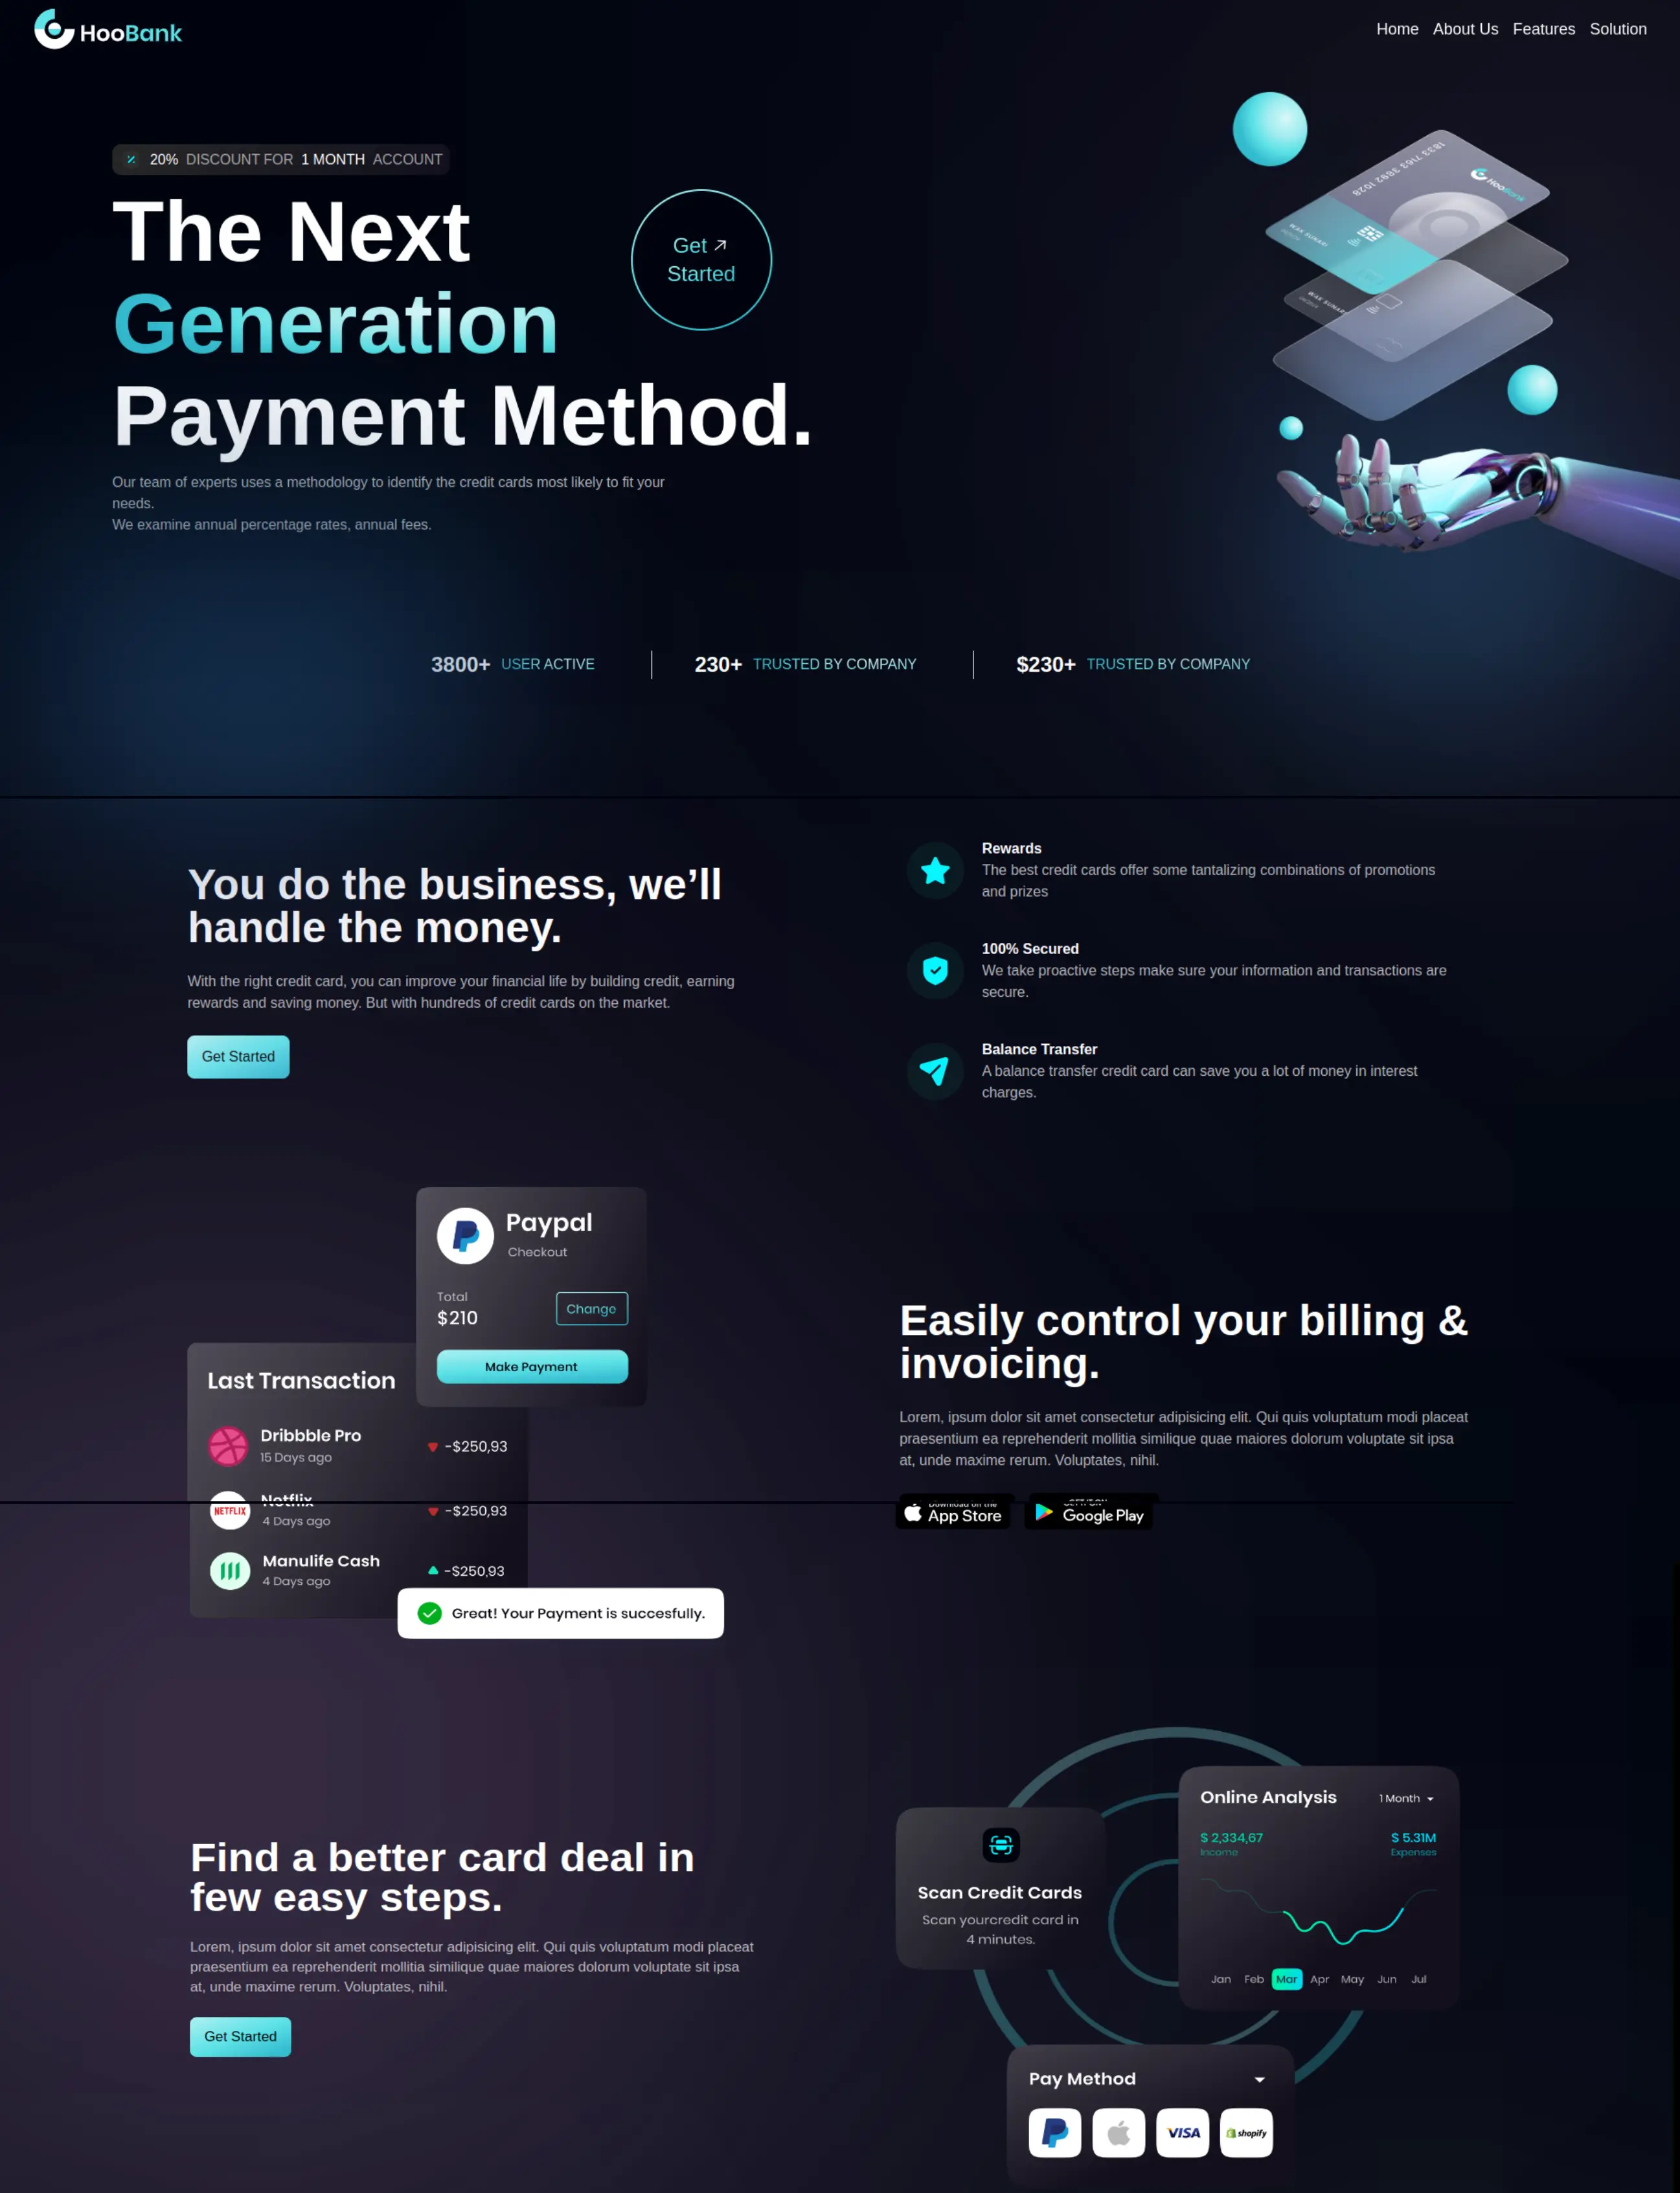 HooBank
Home About Us Features Solution
20% DISCOUNT FOR 1 MONTH ACCOUNT
The Next
Generation
Payment Method.
Get
Started
1833 7163 3892 1028
HooBank
Our team of experts uses a methodology to identify the credit cards most likely to fit your
needs.
We examine annual percentage rates, annual fees.
3800+ USER ACTIVE
230+ TRUSTED BY COMPANY
$230+ TRUSTED BY COMPANY
You do the business, we’ll
handle the money.
With the right credit card, you can improve your financial life by building credit, earning
rewards and saving money. But with hundreds of credit cards on the market.
Get Started
Rewards
The best credit cards offer some tantalizing combinations of promotions
and prizes
100% Secured
We take proactive steps make sure your information and transactions are
secure.
Balance Transfer
A balance transfer credit card can save you a lot of money in interest
charges.
Paypal
Checkout
Total
$210
Change
Make Payment
Last Transaction
Dribbble Pro
15 Days ago
-$250,93
NETFLIX
Netflix
4 Days ago
-$250,93
Manulife Cash
4 Days ago
-$250,93
Great! Your Payment is succesfully.
Easily control your billing &
invoicing.
Lorem, ipsum dolor sit amet consectetur adipisicing elit. Qui quis voluptatum modi placeat
praesentium ea reprehenderit mollitia similique quae maiores dolorum voluptate sit ipsa
at, unde maxime rerum. Voluptates, nihil.
Download on the
App Store
GET IT ON
Google Play
Find a better card deal in
few easy steps.
Lorem, ipsum dolor sit amet consectetur adipisicing elit. Qui quis voluptatum modi placeat
praesentium ea reprehenderit mollitia similique quae maiores dolorum voluptate sit ipsa
at, unde maxime rerum. Voluptates, nihil.
Get Started
Scan Credit Cards
Scan yourcredit card in
4 minutes.
Online Analysis
1 Month
$ 2,334,67
Income
$ 5.31M
Expenses
Jan Feb Mar Apr May Jun Jul
Pay Method
VISA
shopify